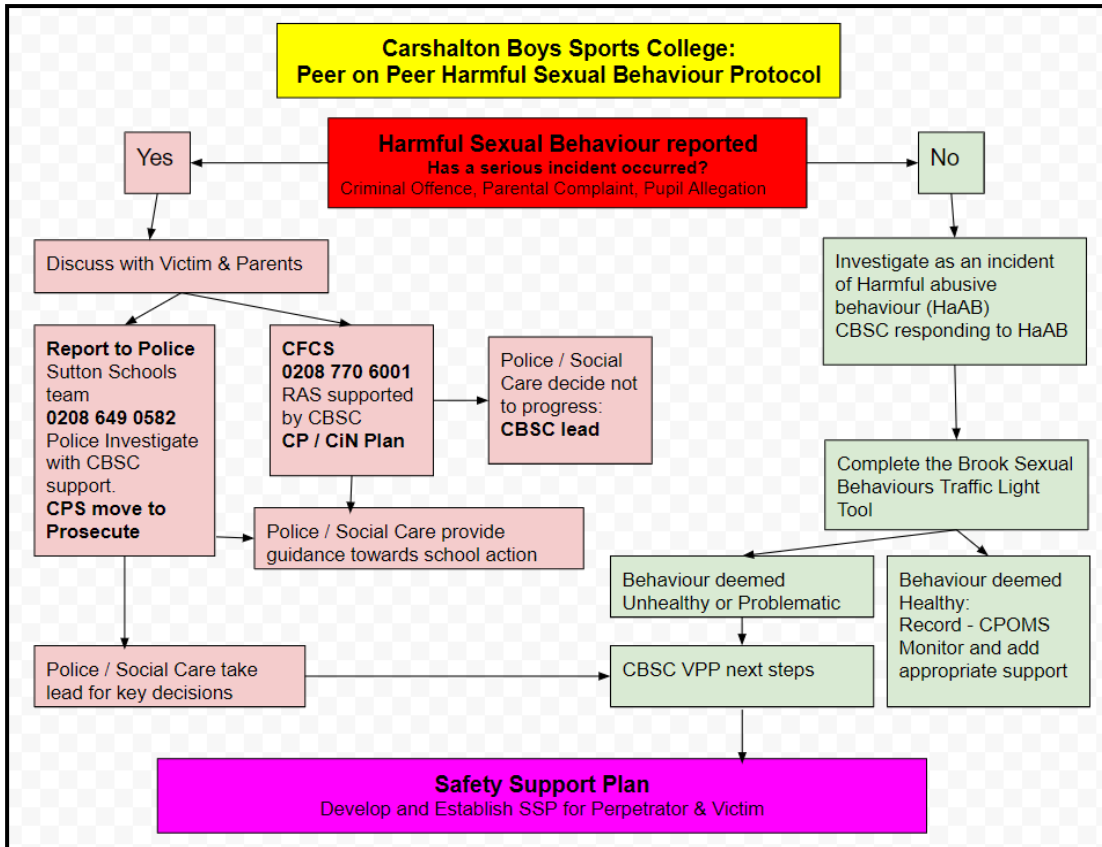 Carshalton Boys Sports College:
Peer on Peer Harmful Sexual Behaviour Protocol
Harmful Sexual Behaviour reported
Has a serious incident occurred?
Criminal Offence, Parental Complaint, Pupil Allegation
Yes
No
Discuss with Victim & Parents
Report to Police
Sutton Schools
team
0208 649 0582
Police Investigate
with CBSC
support.
CPS move to
Prosecute
CFCS
0208 770 6001
RAS supported
by CBSC
CP / CiN Plan
Police / Social
Care decide not
to progress:
CBSC lead
Police / Social Care provide
guidance towards school action
Police / Social Care take
lead for key decisions
Investigate as an incident
of Harmful abusive
behaviour (HaAB)
CBSC responding to HaAB
Complete the Brook Sexual
Behaviours Traffic Light
Tool
Behaviour deemed
Unhealthy or Problematic
Behaviour deemed
Healthy:
Record - CPOMS
Monitor and add
appropriate support
CBSC VPP next steps
Safety Support Plan
Develop and Establish SSP for Perpetrator & Victim